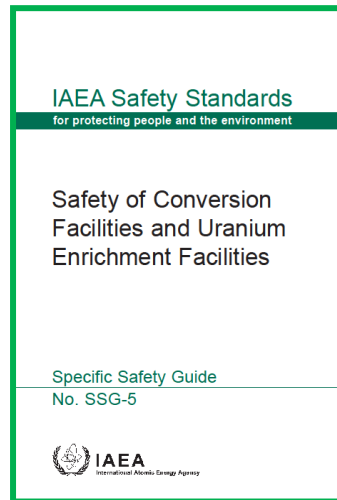 IAEA Safety Standards
for protecting people and the environment
Safety of Conversion
Facilities and Uranium
Enrichment Facilities
Specific Safety Guide
No. SSG-5
IAEA
International Atomic Energy Agency